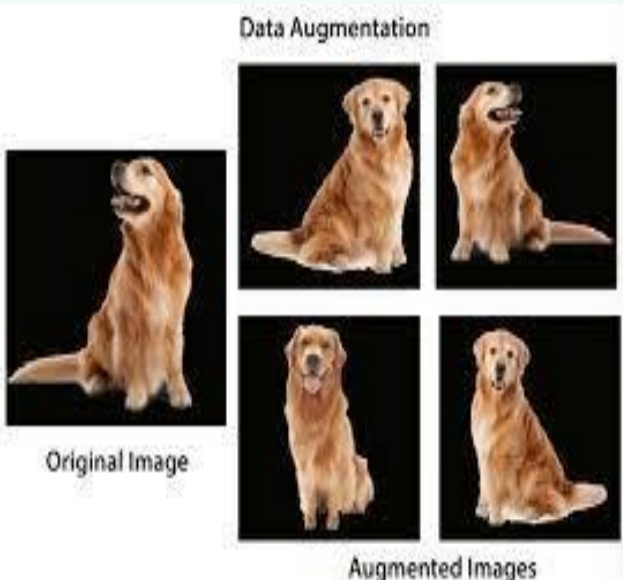 Data Augmentation
Original Image
Augmented Images